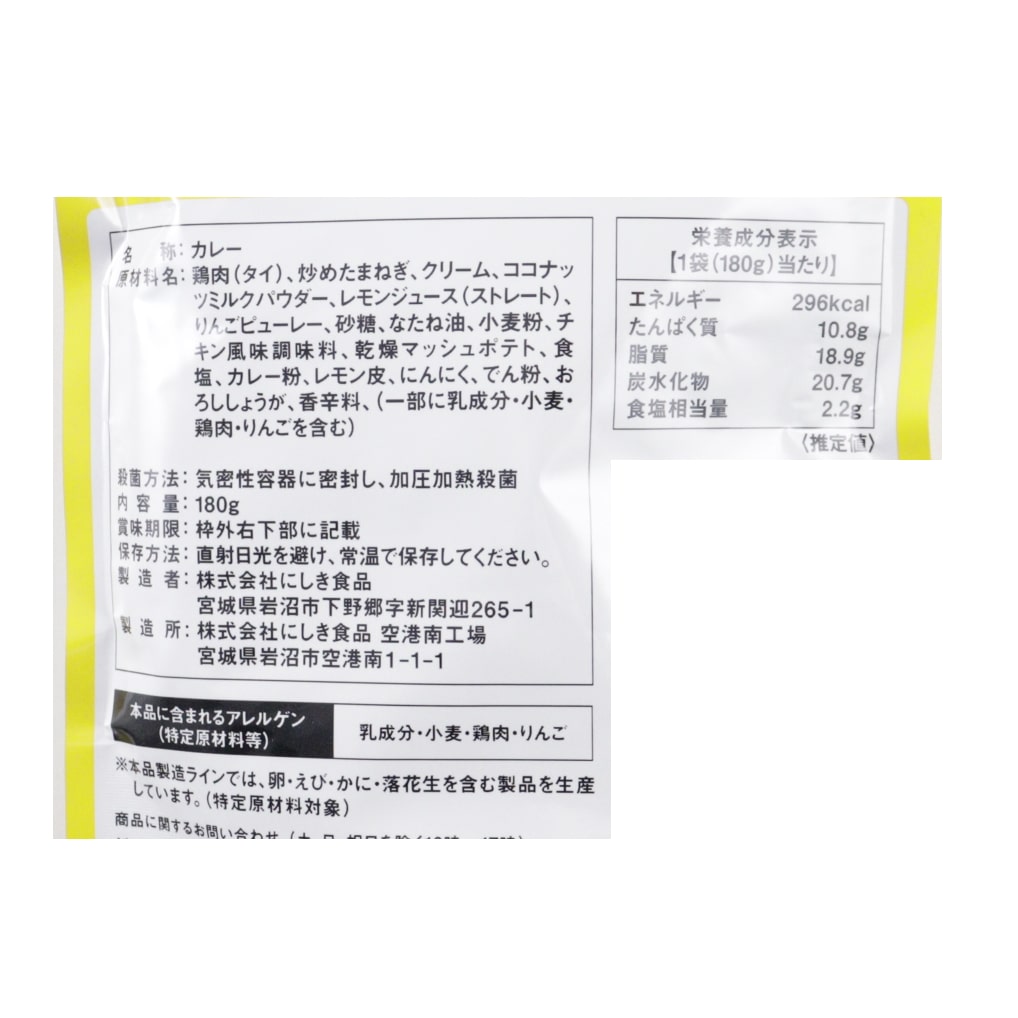 名 称：カレー
原材料名：鶏肉（タイ）、炒めたまねぎ、クリーム、ココナッ
ツミルクパウダー、レモンジュース（ストレート）、
りんごピューレー、砂糖、なたね油、小麦粉、チ
キン風味調味料、乾燥マッシュポテト、食
塩、カレー粉、レモン皮、にんにく、でん粉、お
ろししょうが、香辛料、（一部に乳成分・小麦・
鶏肉・りんごを含む）
殺菌方法：気密性容器に密封し、加圧加熱殺菌
内容量：180g
賞味期限：枠外右下部に記載
保存方法：直射日光を避け、常温で保存してください。
製造者：株式会社にしき食品
宮城県岩沼市下野郷字新関迎265-1
製造所：株式会社にしき食品 空港南工場
宮城県岩沼市空港南1-1-1
本品に含まれるアレルゲン
（特定原材料等）
乳成分・小麦・鶏肉・りんご
※本品製造ラインでは、卵・えび・かに・落花生を含む製品を生産
しています。（特定原材料対象）
商品に関するお問い合わせ
栄養成分表示
【1袋（180g）当たり】
エネルギー 296kcal
たんぱく質 10.8g
脂質 18.9g
炭水化物 20.7g
食塩相当量 2.2g
〈推定値〉